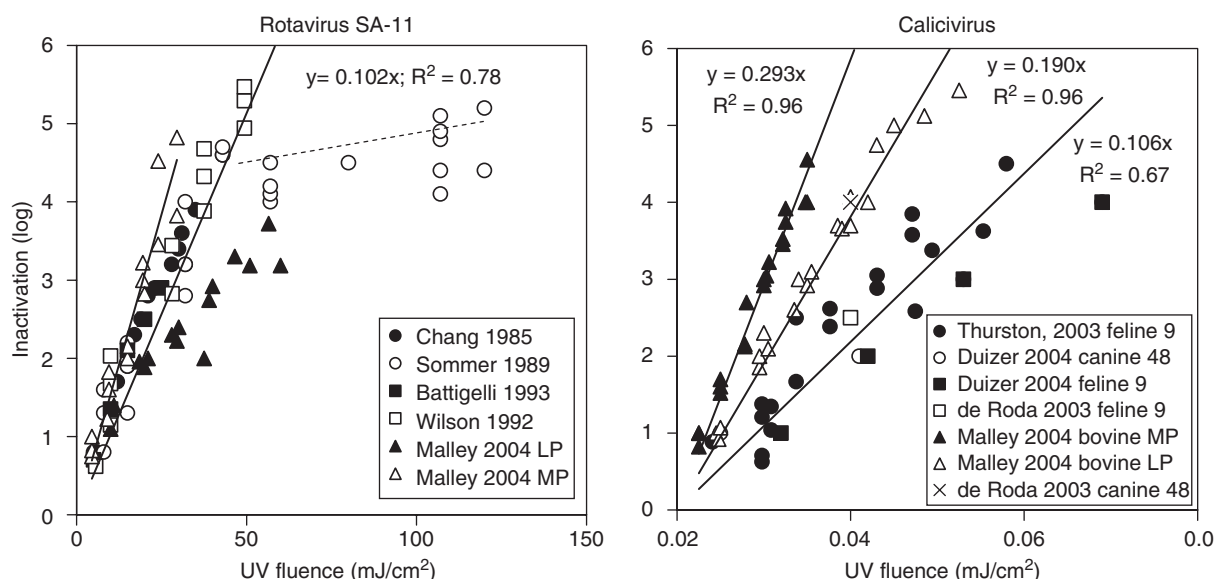 Rotavirus SA-11
Inactivation (log)
6
5
4
3
2
1
0
0
50
100
150
UV fluence (mJ/cm²)
y= 0.102x; R² = 0.78
Chang 1985
Sommer 1989
Battigelli 1993
Wilson 1992
Malley 2004 LP
Malley 2004 MP
Calicivirus
6
5
4
3
2
1
0
0.02
0.04
0.06
0.0
UV fluence (mJ/cm²)
y = 0.293x
R² = 0.96
y = 0.190x
R² = 0.96
y = 0.106x
R² = 0.67
Thurston, 2003 feline 9
Duizer 2004 canine 48
Duizer 2004 feline 9
de Roda 2003 feline 9
Malley 2004 bovine MP
Malley 2004 bovine LP
de Roda 2003 canine 48